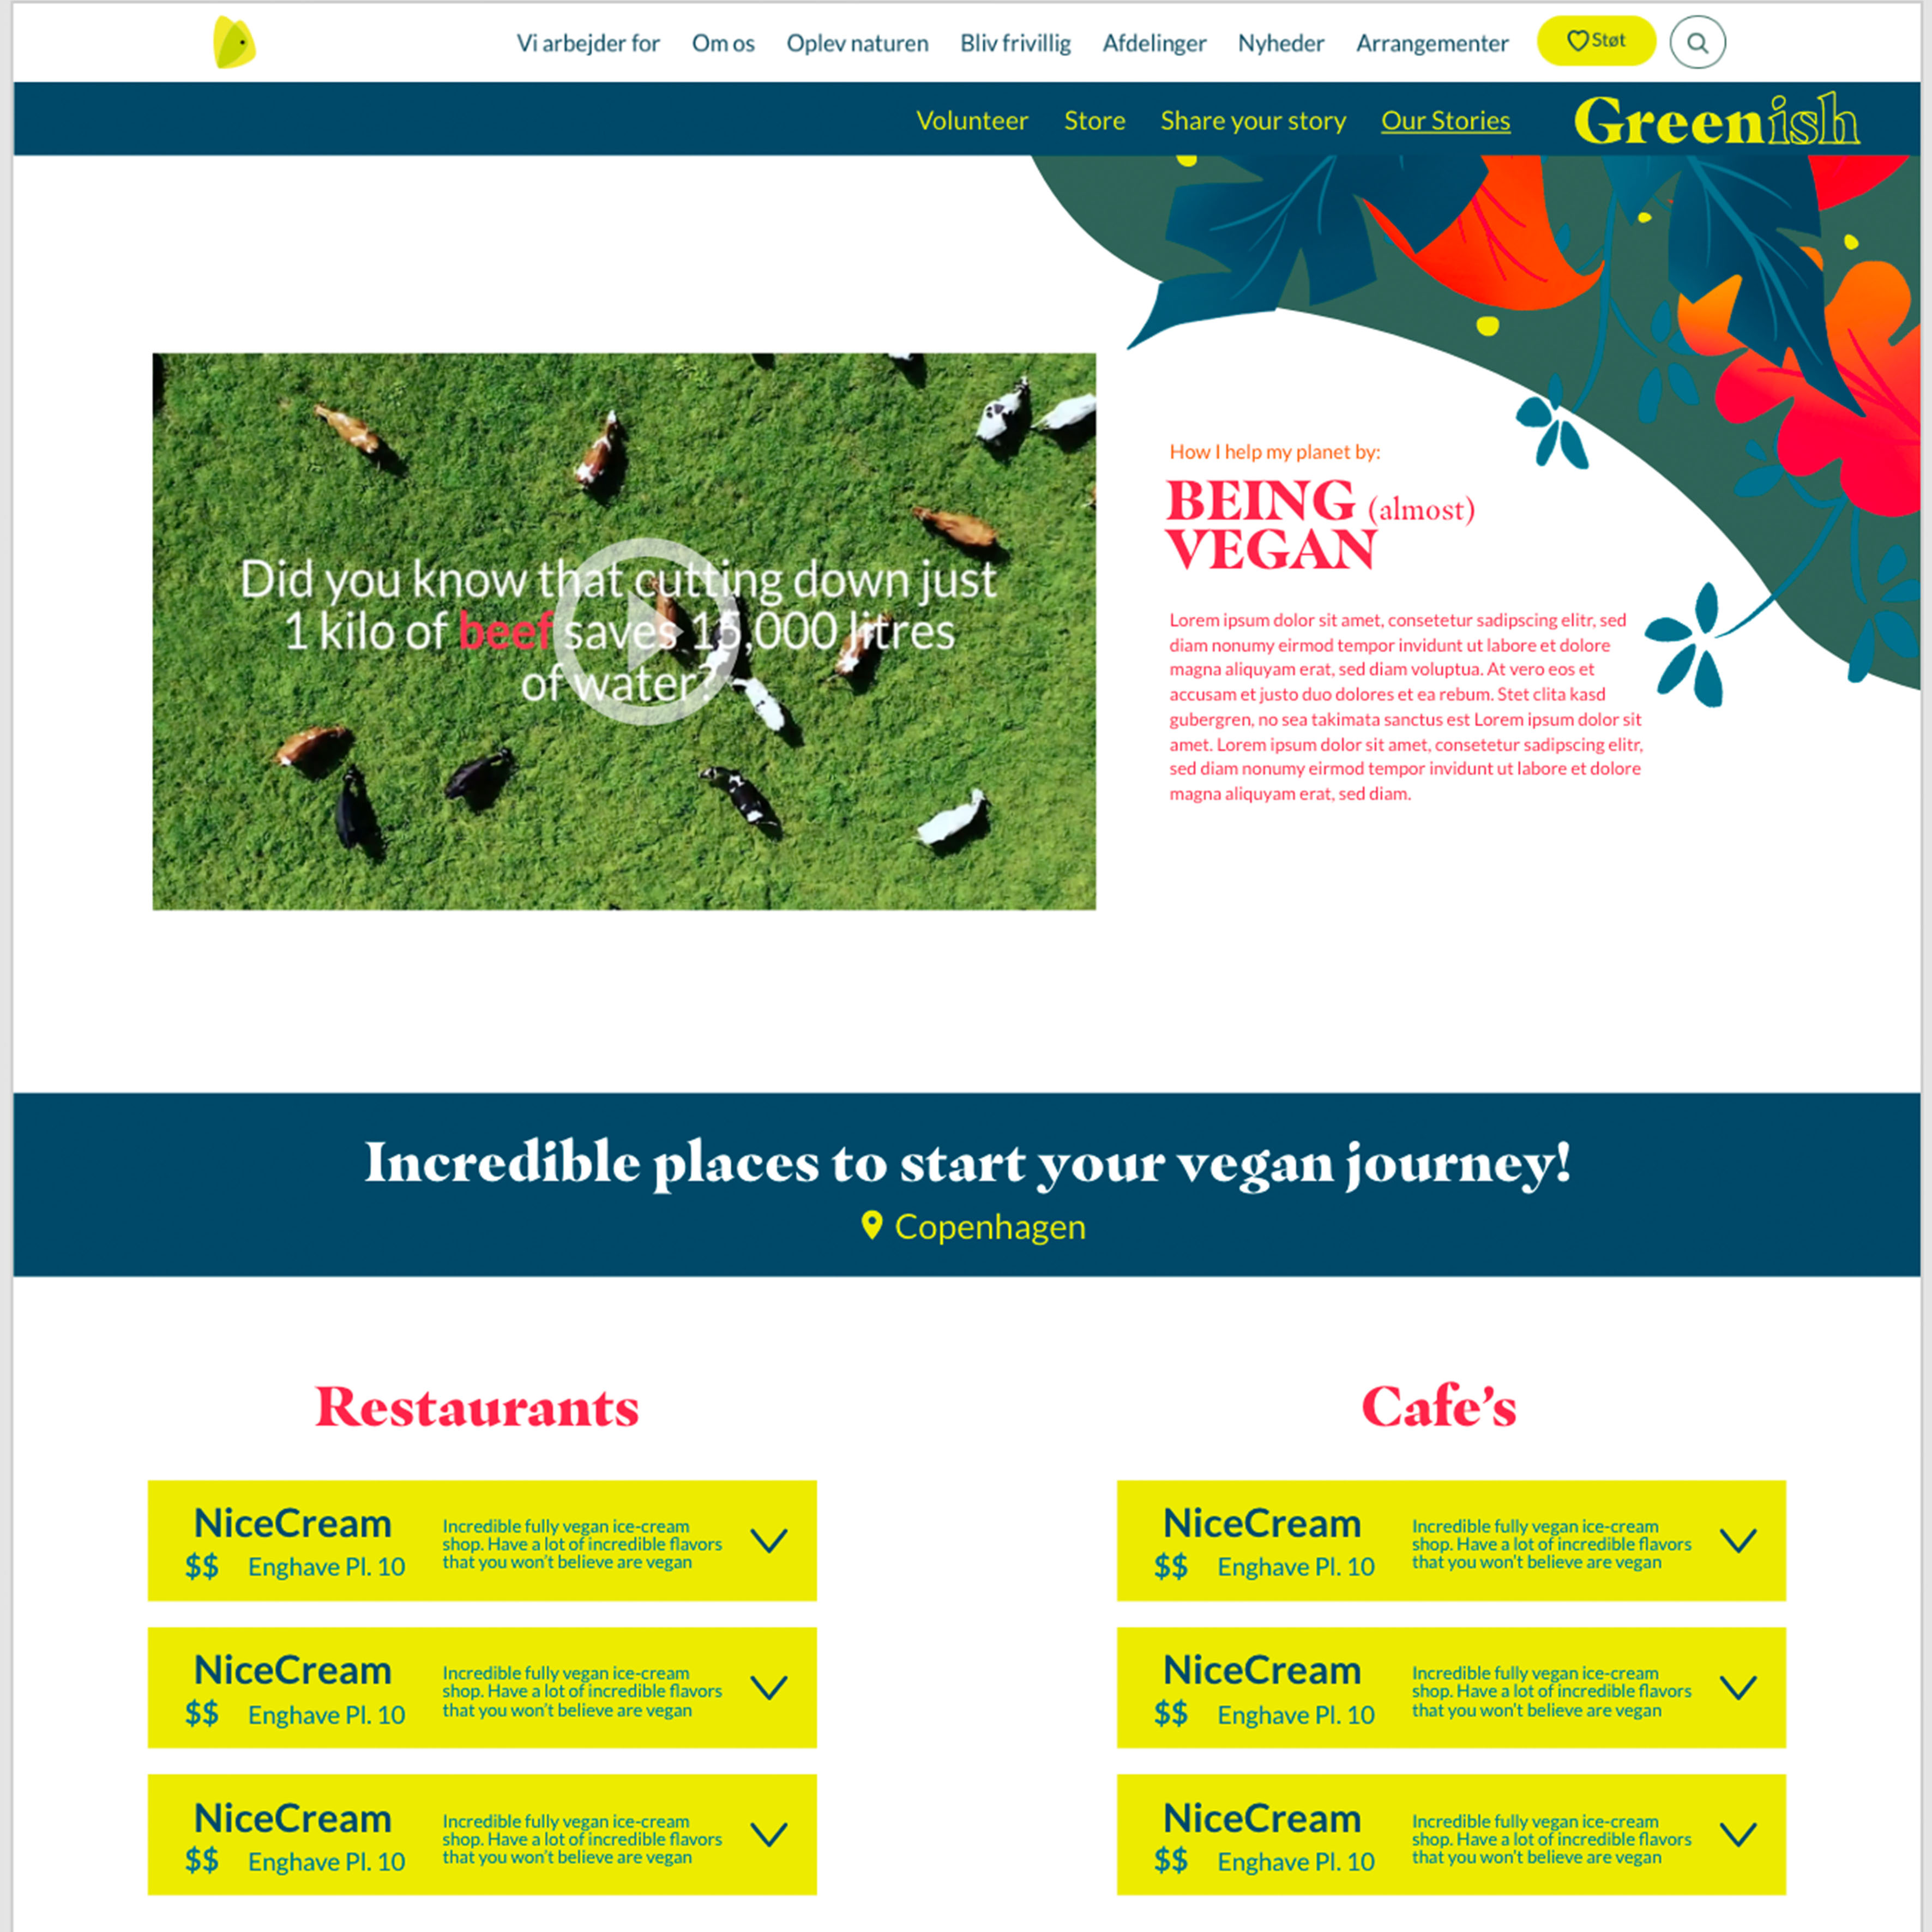 Vi arbejder for Om os Oplev naturen Bliv frivillig Afdelinger Nyheder Arrangementer Støt
Volunteer Store Share your story Our Stories Greenish
Did you know that cutting down just
1 kilo of beef saves 15,000 litres
of water?
How I help my planet by:
BEING (almost)
VEGAN
Lorem ipsum dolor sit amet, consetetur sadipscing elitr, sed
diam nonumy eirmod tempor invidunt ut labore et dolore
magna aliquyam erat, sed diam voluptua. At vero eos et
accusam et justo duo dolores et ea rebum. Stet clita kasd
gubergren, no sea takimata sanctus est Lorem ipsum dolor sit
amet. Lorem ipsum dolor sit amet, consetetur sadipscing elitr,
sed diam nonumy eirmod tempor invidunt ut labore et dolore
magna aliquyam erat, sed diam.
Incredible places to start your vegan journey!
Copenhagen
Restaurants
NiceCream
$$ Enghave Pl. 10
Incredible fully vegan ice-cream
shop. Have a lot of incredible flavors
that you won't believe are vegan
NiceCream
$$ Enghave Pl. 10
Incredible fully vegan ice-cream
shop. Have a lot of incredible flavors
that you won't believe are vegan
NiceCream
$$ Enghave Pl. 10
Incredible fully vegan ice-cream
shop. Have a lot of incredible flavors
that you won't believe are vegan
Cafe's
NiceCream
$$ Enghave Pl. 10
Incredible fully vegan ice-cream
shop. Have a lot of incredible flavors
that you won't believe are vegan
NiceCream
$$ Enghave Pl. 10
Incredible fully vegan ice-cream
shop. Have a lot of incredible flavors
that you won't believe are vegan
NiceCream
$$ Enghave Pl. 10
Incredible fully vegan ice-cream
shop. Have a lot of incredible flavors
that you won't believe are vegan